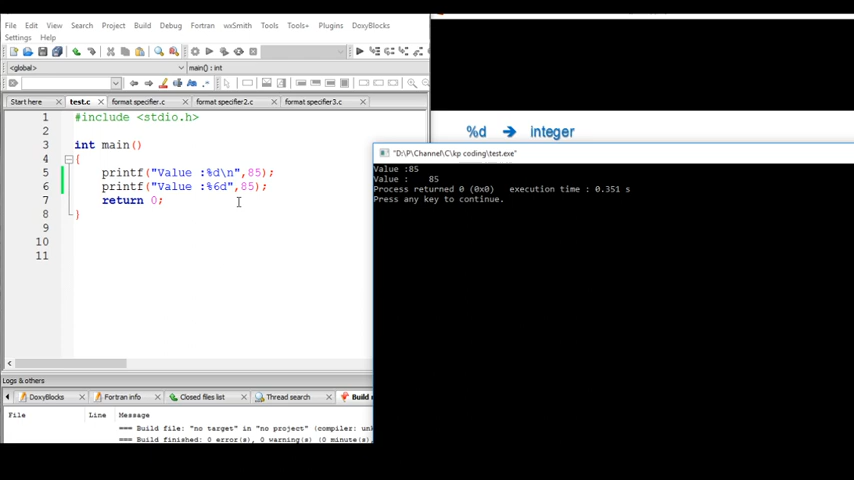 File Edit View Search Project Build Debug Fortran wxSmith Tools Tools+ Plugins DoxyBlocks
Settings Help
<global> main() : int
Start here test.c format specifier.c format specifier2.c format specifier3.c
1 #include <stdio.h>
2
3 int main()
4 {
5 printf("Value :%d\n",85);
6 printf("Value :%6d",85);
7 return 0;
8 }
9
10
11
%d ➔ integer
"D:\P\Channel\C\kp coding\test.exe"
Value :85
Value :    85
Process returned 0 (0x0)   execution time : 0.351 s
Press any key to continue.
Logs & others
DoxyBlocks Fortran info Closed files list Thread search Build
File Line Message
=== Build file: "no target" in "no project" (compiler: unk
=== Build finished: 0 error(s), 0 warning(s) (0 minute(s),